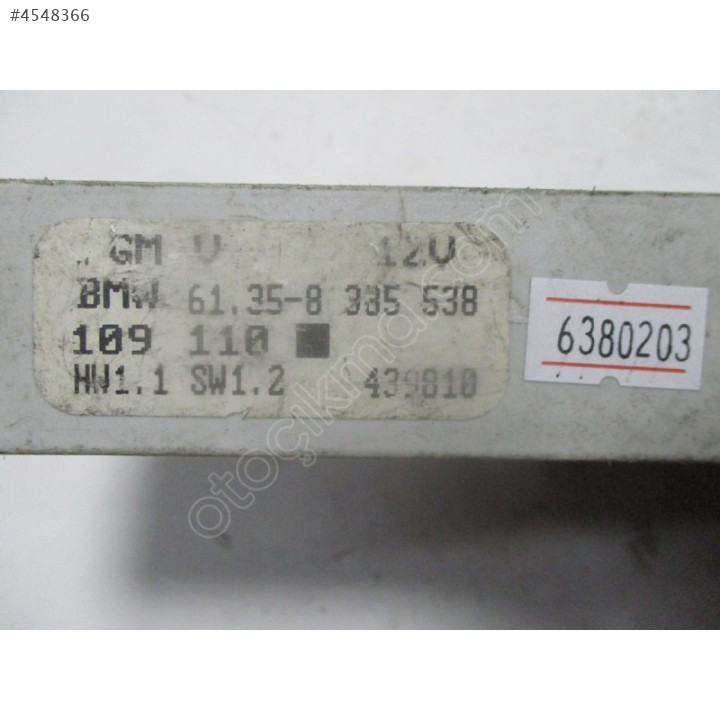 #4548366
GM V 12V
BMW 61.35-8 385 538
109 110
HW1.1 SW1.2 439810
6380203
otoçıkma.com